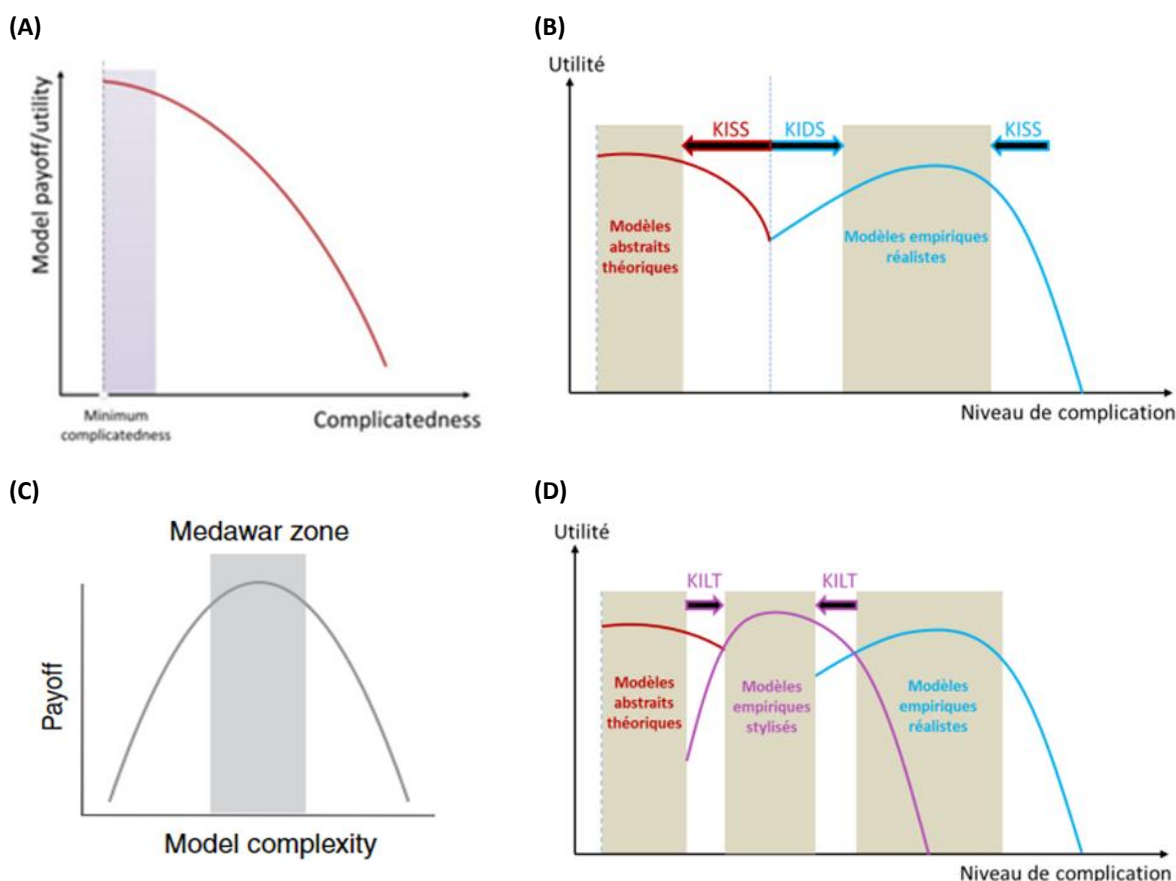 (A)
Model payoff/utility
Minimum
complicatedness
Complicatedness
(B)
Utilité
KISS
KIDS
KISS
Modèles
abstraits
théoriques
Modèles empiriques
réalistes
Niveau de complication
(C)
Medawar zone
Payoff
Model complexity
(D)
Utilité
KILT
KILT
Modèles
abstraits
théoriques
Modèles
empiriques
stylisés
Modèles
empiriques
réalistes
Niveau de complication